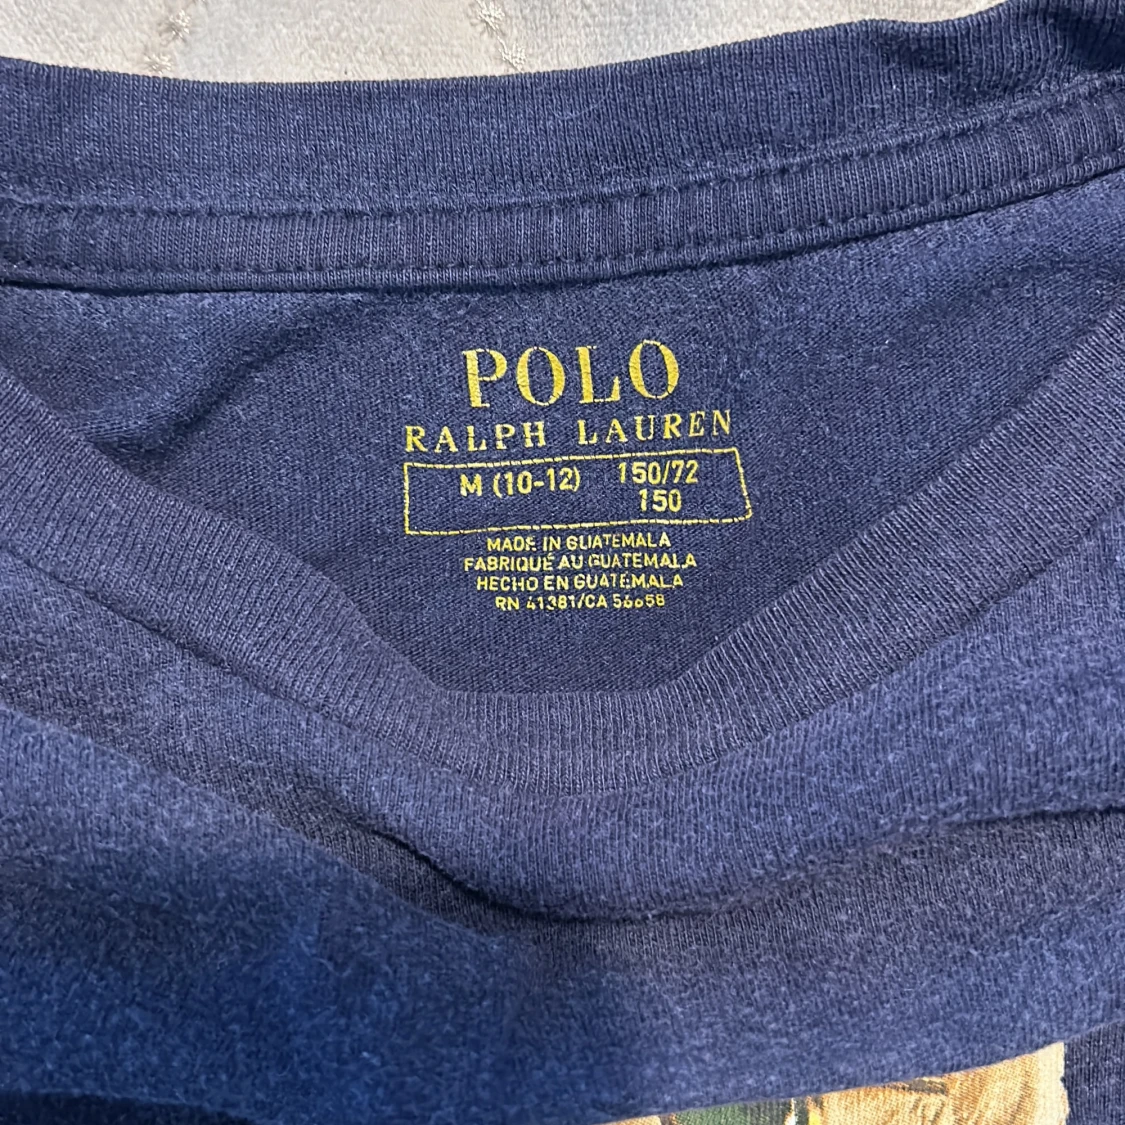 POLO
RALPH LAUREN
M (10-12) 150/72
150
MADE IN GUATEMALA
FABRIQUÉ AU GUATEMALA
HECHO EN GUATEMALA
RN 41381/CA 56658